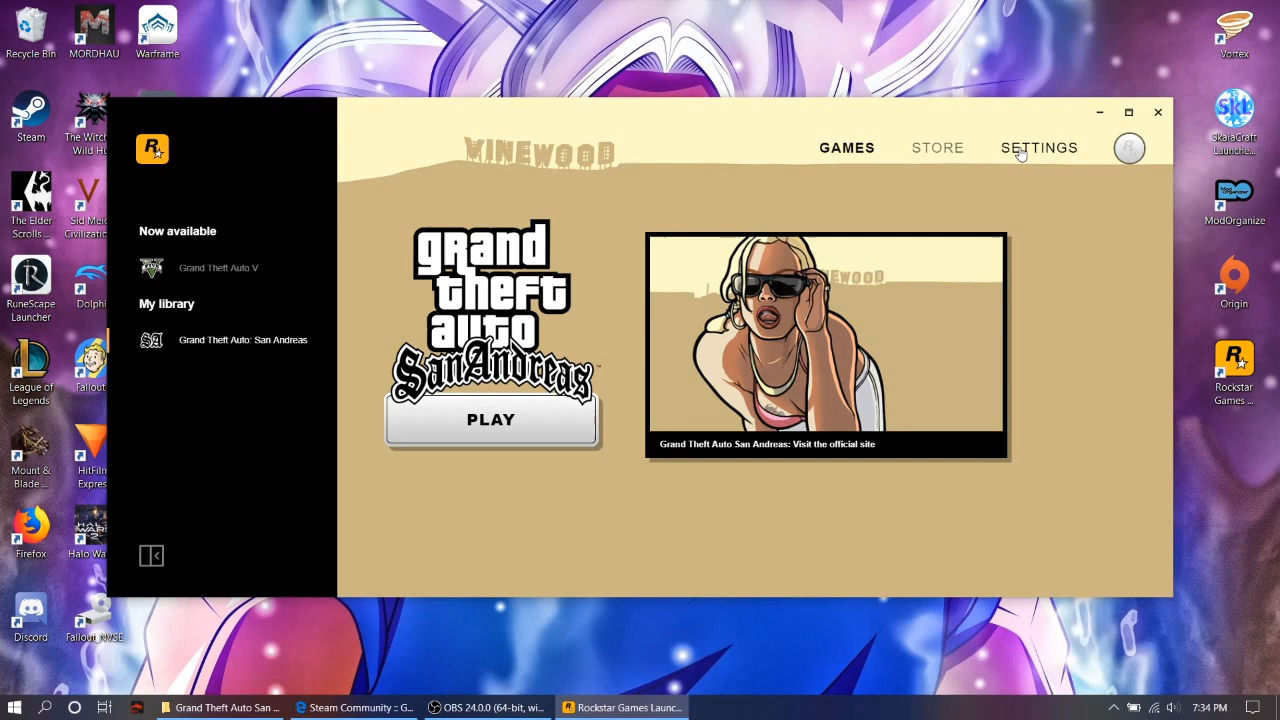 Recycle Bin
MORDHAU
Warframe
Vortex
Steam
The Witch
Wild Hu
SkaiaCraft
Launche...
The Elder
Scrolls ...
Sid Mei
Civilizatio
ModOrganize
RuneScape
Launcher
Dolphi
Origin
League of
Legends
Fallout
Rockstar
Games ...
Mount &
Blade ...
HitFilm
Expres
Firefox
Halo Wa
Discord
Fallout_NVSE
R
Now available
V
Grand Theft Auto V
My library
SA
Grand Theft Auto: San Andreas
VINEWOOD
GAMES
STORE
SETTINGS
R
grand
theft
auto
San Andreas
PLAY
NEWOOD
Grand Theft Auto San Andreas: Visit the official site
Grand Theft Auto San ...
Steam Community :: G...
OBS 24.0.0 (64-bit, wi...
Rockstar Games Launc...
7:34 PM